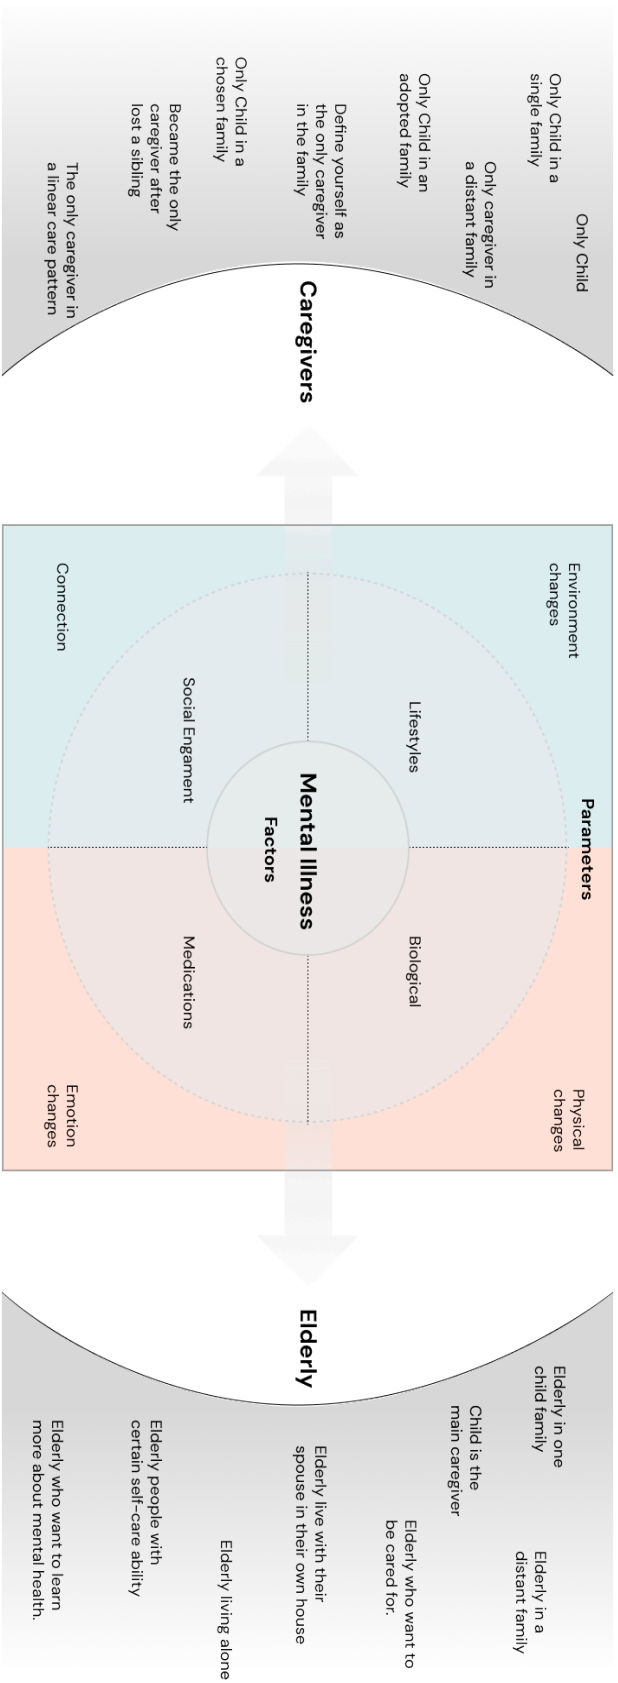 Only Child
Only Child in a
single family
Only caregiver in
a distant family
Only Child in an
adopted family
Define yourself as
the only caregiver
in the family
Only Child in a
chosen family
Became the only
caregiver after
lost a sibling
The only caregiver in
a linear care pattern
Caregivers
Parameters
Environment
changes
Connection
Lifestyles
Social Engament
Mental Illness
Factors
Biological
Medications
Physical
changes
Emotion
changes
Elderly
Elderly in one
child family
Elderly in a
distant family
Child is the
main caregiver
Elderly who want to
be cared for.
Elderly live with their
spouse in their own house
Elderly living alone
Elderly people with
certain self-care ability
Elderly who want to learn
more about mental health.